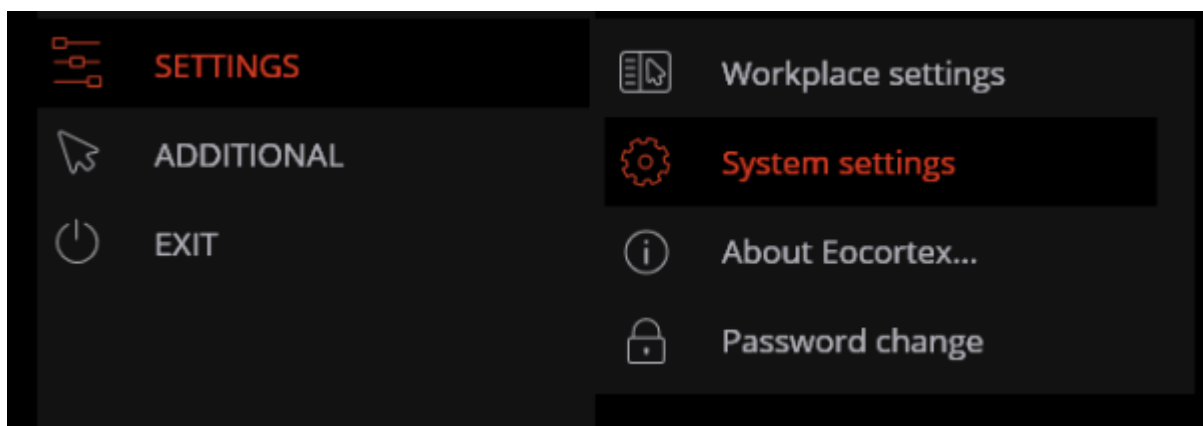 SETTINGS
ADDITIONAL
EXIT
Workplace settings
System settings
About Eocortex...
Password change